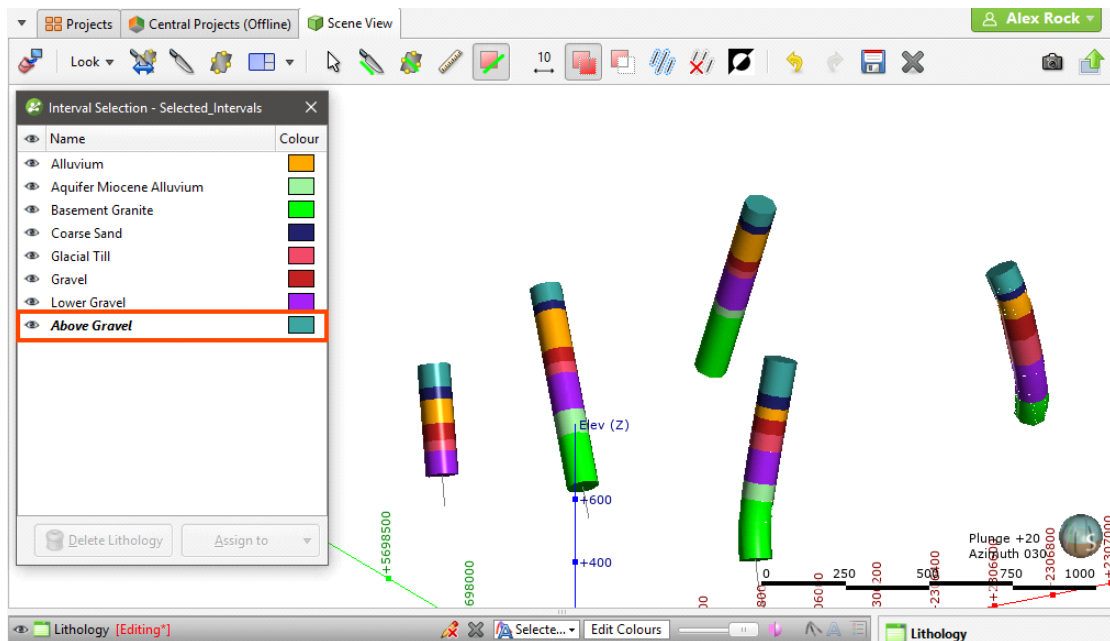 Projects
Central Projects (Offline)
Scene View
Alex Rock
Look
10
Interval Selection - Selected_Intervals
Name
Colour
Alluvium
Aquifer Miocene Alluvium
Basement Granite
Coarse Sand
Glacial Till
Gravel
Lower Gravel
Above Gravel
Delete Lithology
Assign to
Elev (Z)
+600
+400
+5698500
698000
Plunge +20
Azimuth 030
0
250
500
750
1000
Lithology [Editing*]
Selecte...
Edit Colours
Lithology